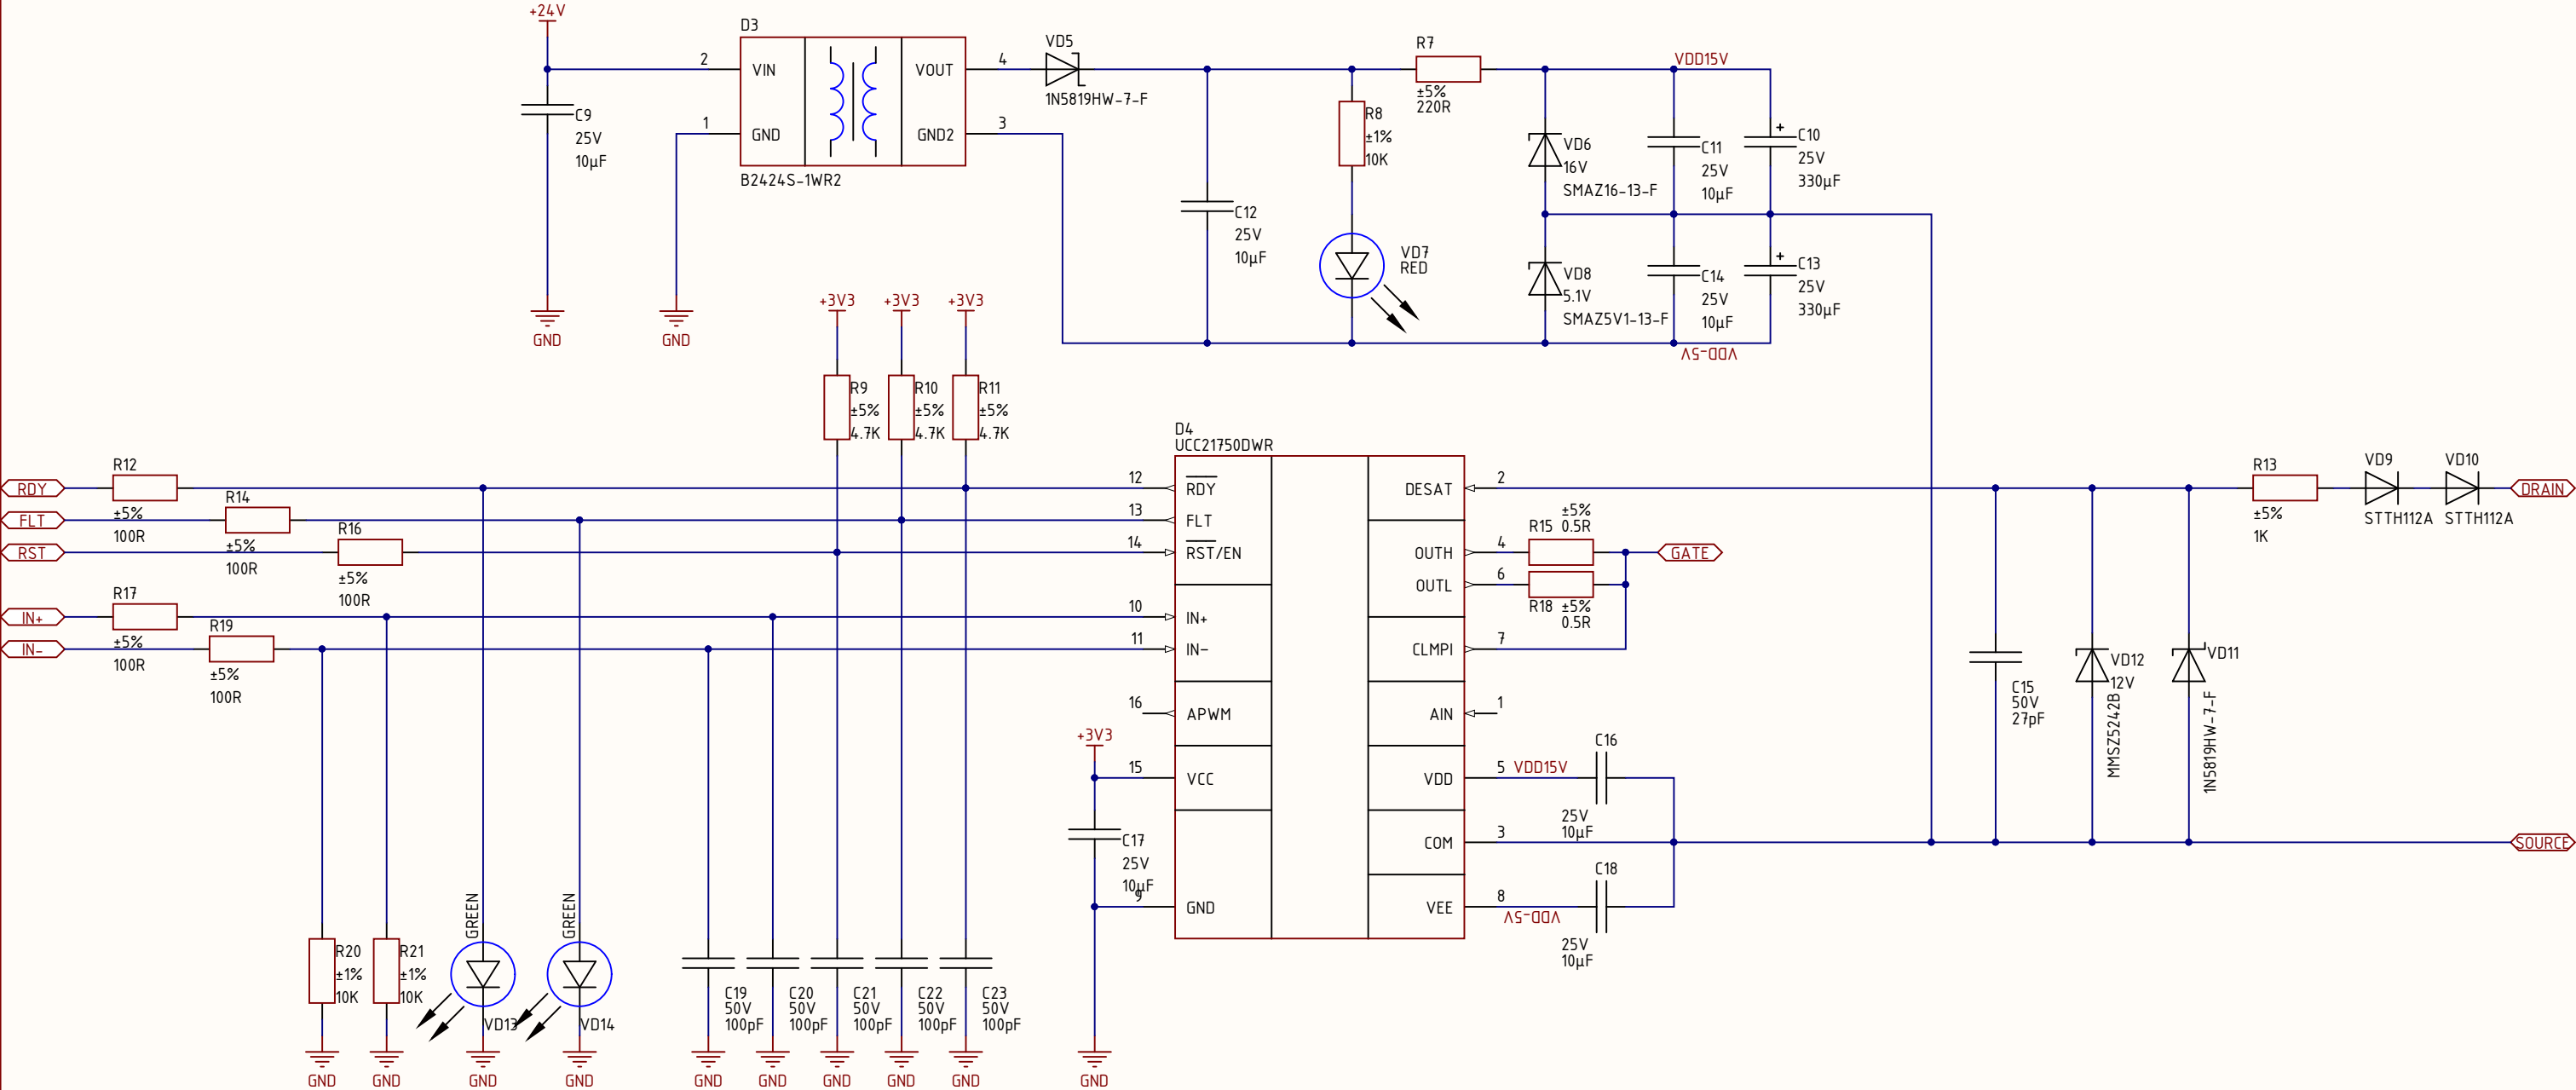 +24V
D3
2
VIN
VOUT
4
1
GND
GND2
3
B2424S-1WR2
C9
25V
10µF
GND
GND
VD5
1N5819HW-7-F
C12
25V
10µF
R8
±1%
10K
VD7
RED
R7
±5%
220R
VDD15V
VD6
16V
SMAZ16-13-F
C11
25V
10µF
C10
25V
330µF
+
VD8
5.1V
SMAZ5V1-13-F
C14
25V
10µF
C13
25V
330µF
+
VDD-5V
+3V3
+3V3
+3V3
R9
±5%
4.7K
R10
±5%
4.7K
R11
±5%
4.7K
RDY
R12
±5%
100R
FLT
R14
±5%
100R
RST
R16
±5%
100R
IN+
R17
±5%
100R
IN-
R19
±5%
100R
D4
UCC21750DWR
12
RDY
13
FLT
14
RST/EN
10
IN+
11
IN-
16
APWM
15
VCC
9
GND
DESAT
2
OUTH
4
OUTL
6
CLMPI
7
AIN
1
VDD
5
COM
3
VEE
8
±5%
R15 0.5R
R18 ±5%
0.5R
GATE
VDD15V
C16
25V
10µF
VDD-5V
C18
25V
10µF
+3V3
C17
25V
10µF
GND
R13
±5%
1K
VD9
STTH112A
VD10
STTH112A
DRAIN
C15
50V
27pF
VD12
12V
MMSZ5242B
VD11
1N5819HW-7-F
SOURCE
R20
±1%
10K
GND
R21
±1%
10K
GND
GREEN
VD13
GND
GREEN
VD14
GND
C19
50V
100pF
GND
C20
50V
100pF
GND
C21
50V
100pF
GND
C22
50V
100pF
GND
C23
50V
100pF
GND